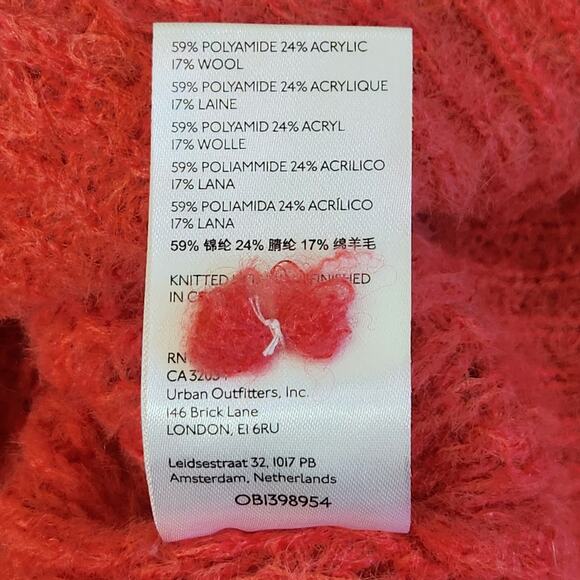 59% POLYAMIDE 24% ACRYLIC
17% WOOL
59% POLYAMIDE 24% ACRYLIQUE
17% LAINE
59% POLYAMID 24% ACRYL
17% WOLLE
59% POLIAMMIDE 24% ACRILICO
17% LANA
59% POLIAMIDA 24% ACRÍLICO
17% LANA
59% 锦纶 24% 腈纶 17% 绵羊毛
KNITTED
IN
RN
CA
Urban Outfitters, Inc.
146 Brick Lane
LONDON, E1 6RU
Leidsestraat 32, 1017 PB
Amsterdam, Netherlands
OB1398954